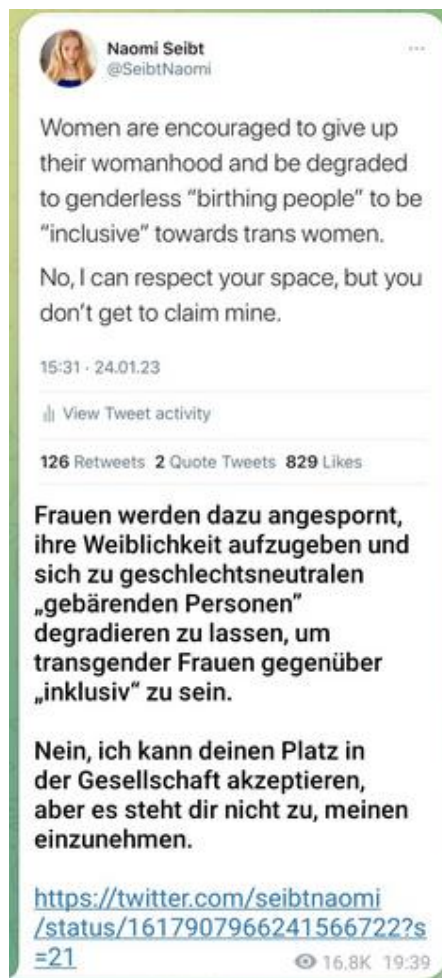 Naomi Seibt
@SeibtNaomi
Women are encouraged to give up
their womanhood and be degraded
to genderless “birthing people” to be
“inclusive” towards trans women.
No, I can respect your space, but you
don’t get to claim mine.
15:31 · 24.01.23
View Tweet activity
126 Retweets 2 Quote Tweets 829 Likes
Frauen werden dazu angespornt,
ihre Weiblichkeit aufzugeben und
sich zu geschlechtsneutralen
„gebärenden Personen”
degradieren zu lassen, um
transgender Frauen gegenüber
„inklusiv“ zu sein.
Nein, ich kann deinen Platz in
der Gesellschaft akzeptieren,
aber es steht dir nicht zu, meinen
einzunehmen.
https://twitter.com/seibtnaomi
/status/1617907966241566722?s
=21
16,8K 19:39